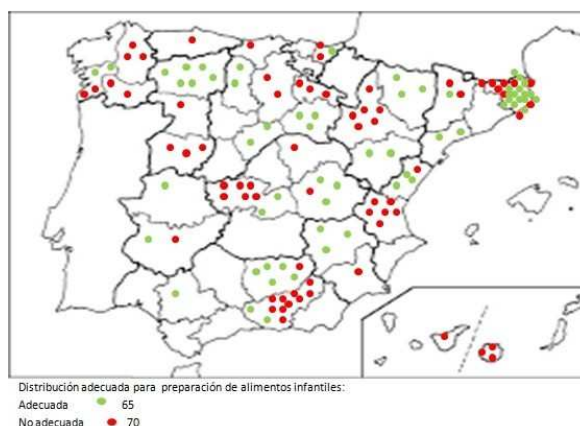 Distribución adecuada para preparación de alimentos infantiles:
Adecuada 65
No adecuada 70